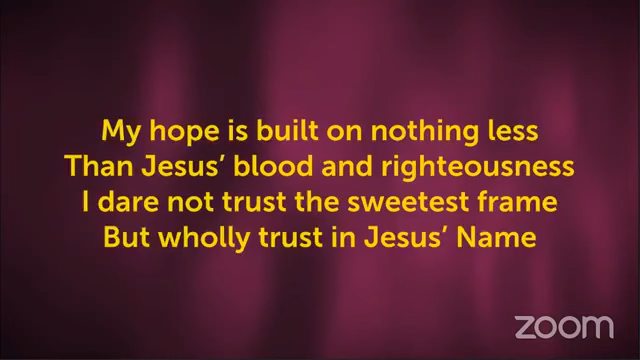 My hope is built on nothing less
Than Jesus’ blood and righteousness
I dare not trust the sweetest frame
But wholly trust in Jesus’ Name
zoom